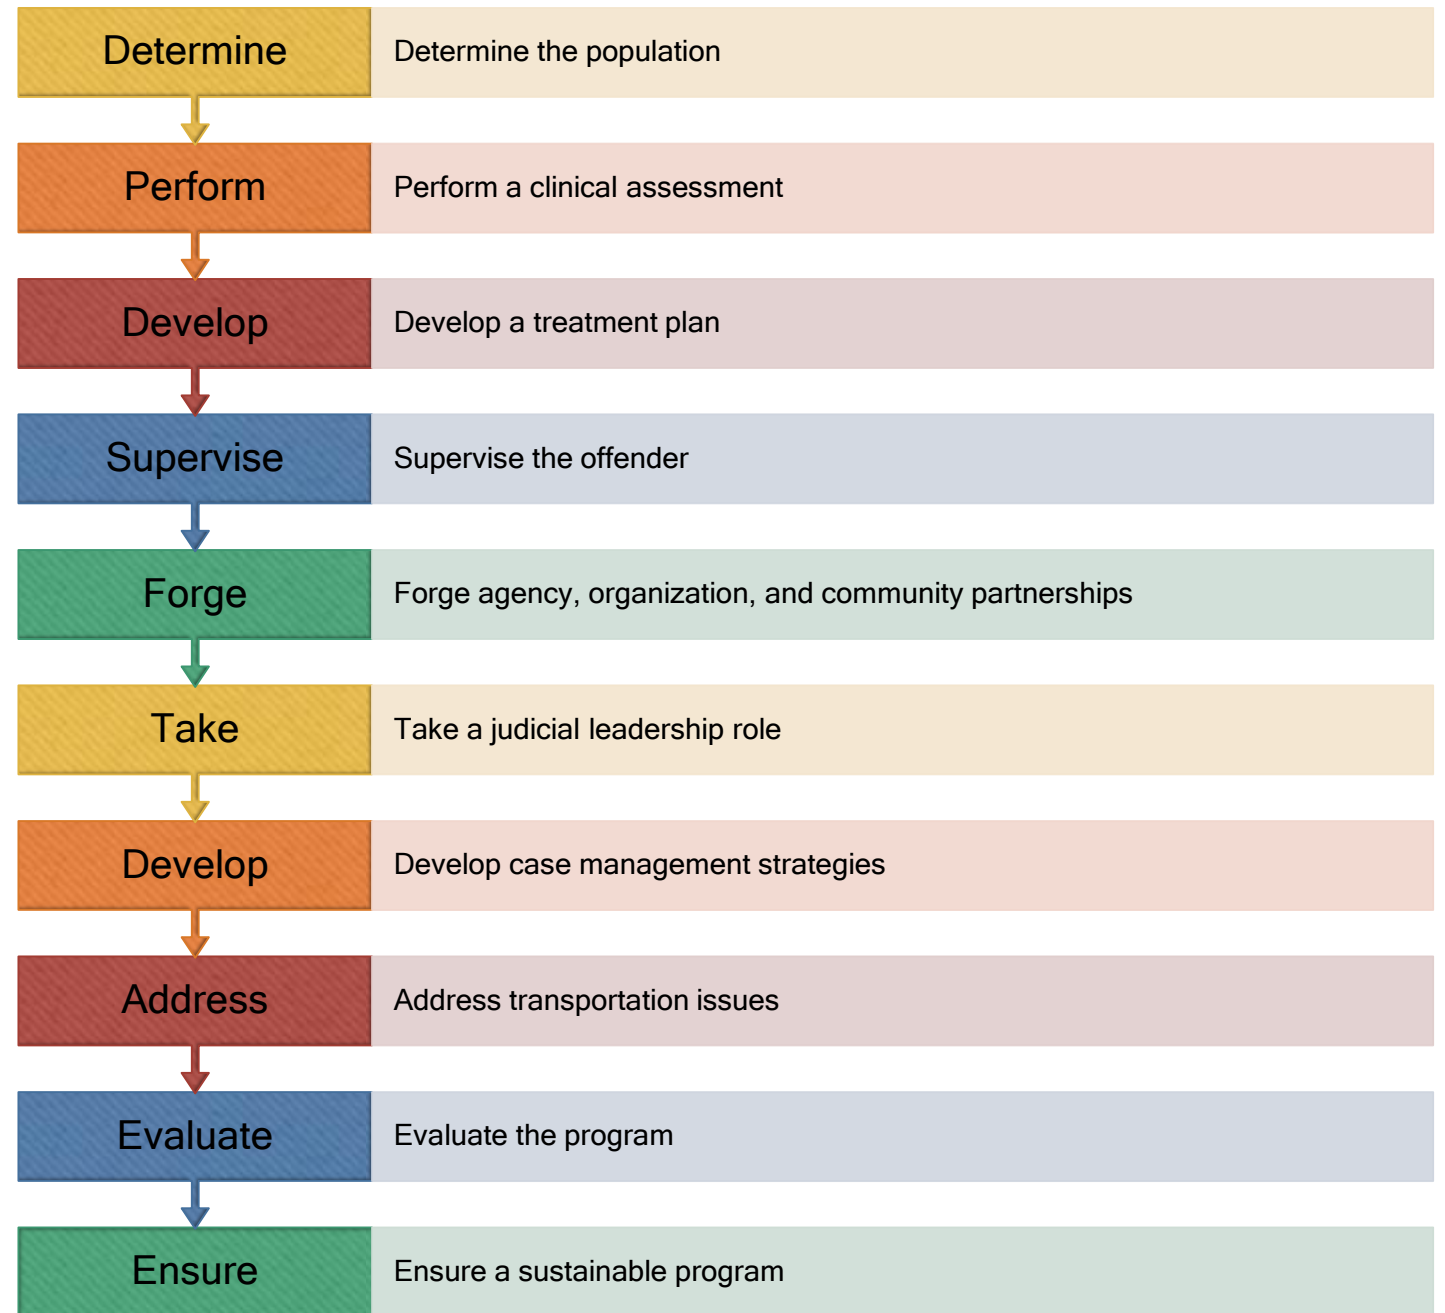 Determine
Determine the population
Perform
Perform a clinical assessment
Develop
Develop a treatment plan
Supervise
Supervise the offender
Forge
Forge agency, organization, and community partnerships
Take
Take a judicial leadership role
Develop
Develop case management strategies
Address
Address transportation issues
Evaluate
Evaluate the program
Ensure
Ensure a sustainable program